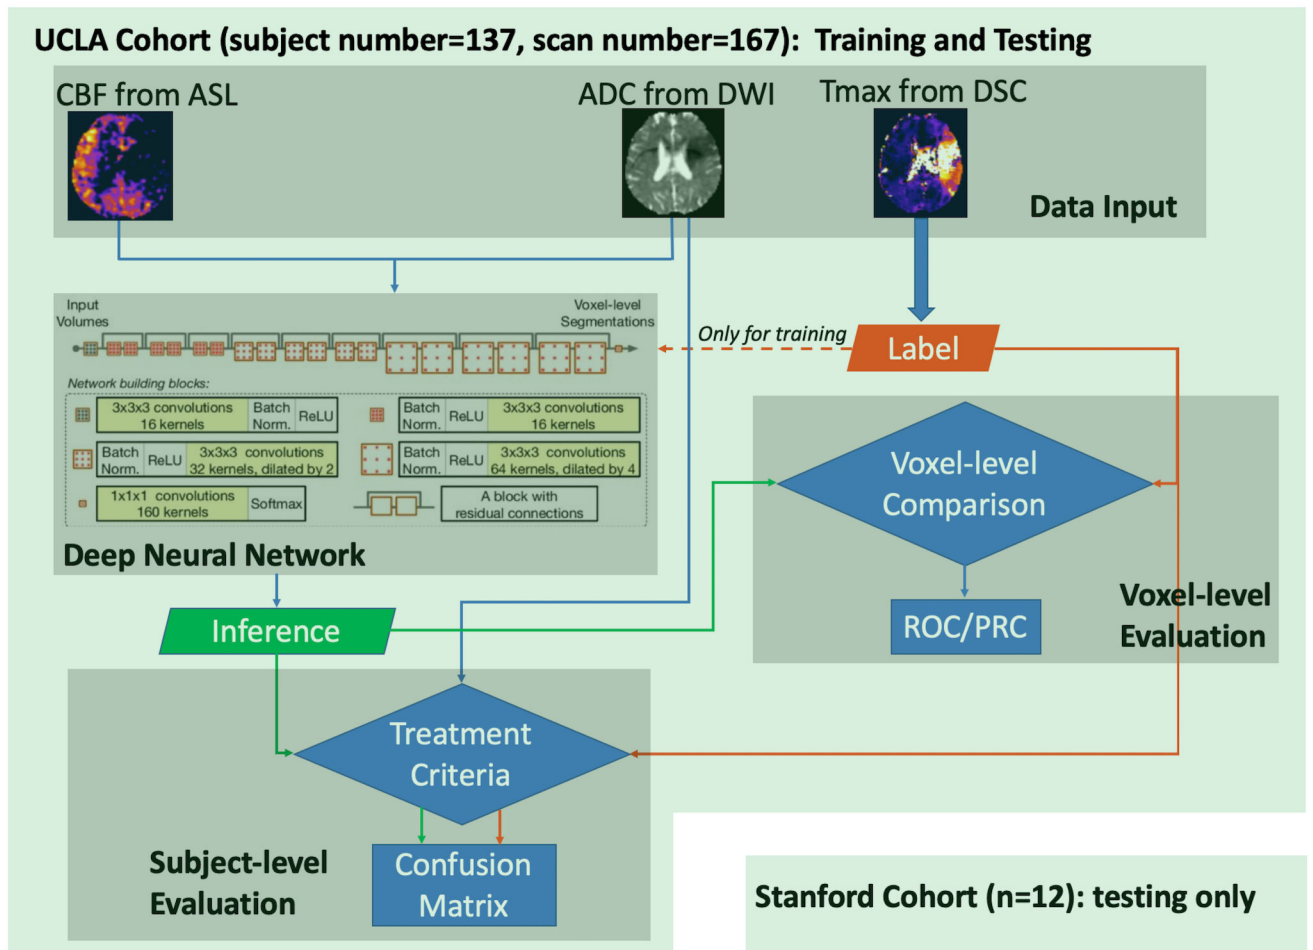 UCLA Cohort (subject number=137, scan number=167): Training and Testing
CBF from ASL
ADC from DWI
Tmax from DSC
Data Input
Input
Volumes
Voxel-level
Segmentations
Only for training
Label
Network building blocks:
3x3x3 convolutions
16 kernels
Batch
Norm.
ReLU
Batch
Norm.
ReLU
3x3x3 convolutions
16 kernels
Batch
Norm.
ReLU
3x3x3 convolutions
32 kernels, dilated by 2
Batch
Norm.
ReLU
3x3x3 convolutions
64 kernels, dilated by 4
1x1x1 convolutions
160 kernels
Softmax
A block with
residual connections
Deep Neural Network
Voxel-level
Comparison
ROC/PRC
Voxel-level
Evaluation
Inference
Treatment
Criteria
Confusion
Matrix
Subject-level
Evaluation
Stanford Cohort (n=12): testing only